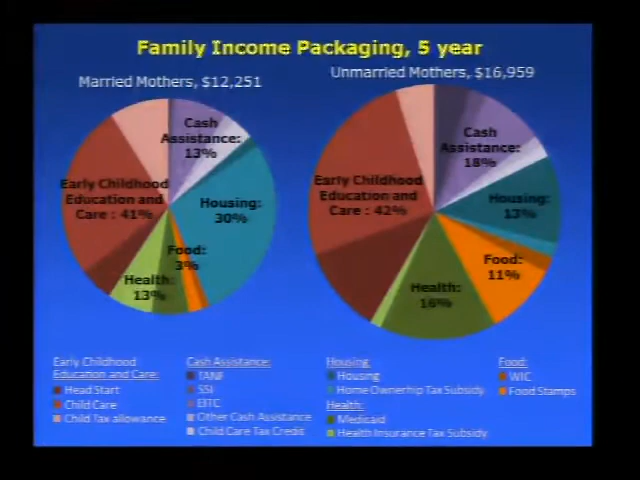 Family Income Packaging, 5 year
Married Mothers, $12,251
Unmarried Mothers, $16,959
Cash
Assistance:
13%
Early Childhood
Education and
Care : 41%
Housing:
30%
Food:
3%
Health:
13%
Cash
Assistance:
18%
Early Childhood
Education and
Care : 42%
Housing:
13%
Food:
11%
Health:
16%
Early Childhood
Education and Care:
Head Start
Child Care
Child Tax allowance
Cash Assistance:
TANF
SSI
EITC
Other Cash Assistance
Child Care Tax Credit
Housing
Housing
Home Ownership Tax Subsidy
Health:
Medicaid
Health Insurance Tax Subsidy
Food:
WIC
Food Stamps